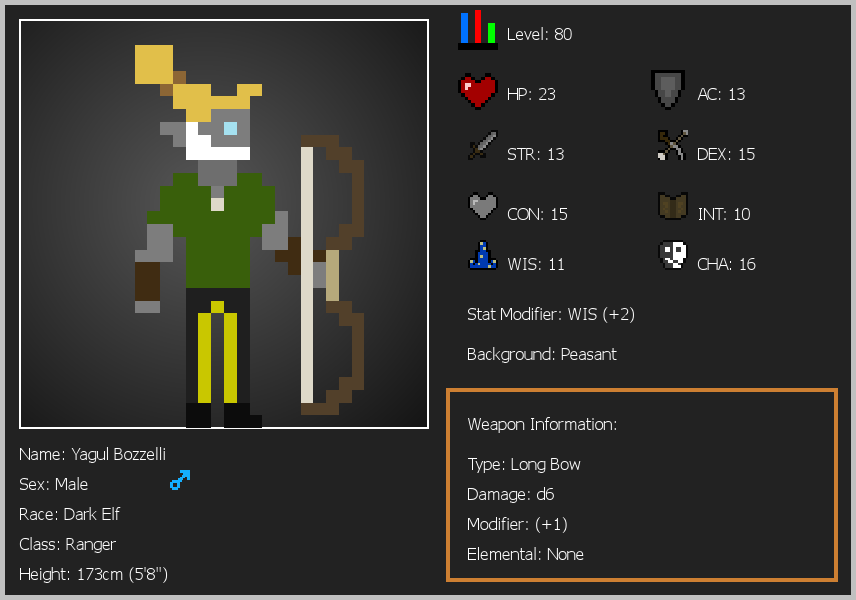 Level: 80
HP: 23
AC: 13
STR: 13
DEX: 15
CON: 15
INT: 10
WIS: 11
CHA: 16
Stat Modifier: WIS (+2)
Background: Peasant
Weapon Information:
Type: Long Bow
Damage: d6
Modifier: (+1)
Elemental: None
Name: Yagul Bozzelli
Sex: Male
Race: Dark Elf
Class: Ranger
Height: 173cm (5'8")